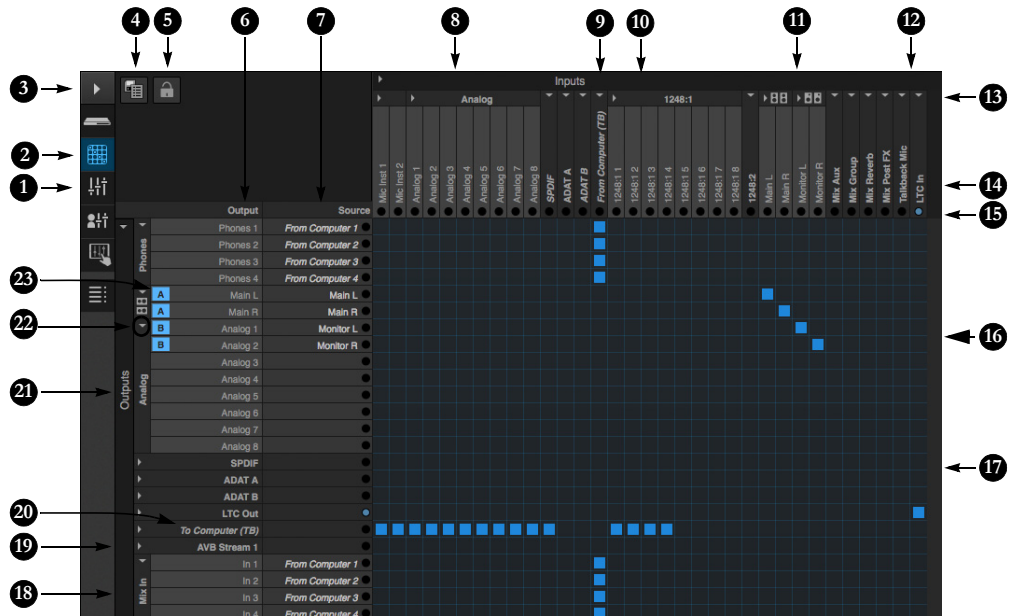 4 5 6 7 8 9 10 11 12
3
Inputs
Analog
1248:1
13
2
1
Mic Inst 1
Mic Inst 2
Analog 1
Analog 2
Analog 3
Analog 4
Analog 5
Analog 6
Analog 7
Analog 8
SPDIF
ADAT A
ADAT B
From Computer (TB)
1248:1 1
1248:1 2
1248:1 3
1248:1 4
1248:1 5
1248:1 6
1248:1 7
1248:1 8
1248:2
Main L
Main R
Monitor L
Monitor R
Mix Aux
Mix Group
Mix Reverb
Mix Post FX
Talkback Mic
LTC In
14
Output Source
15
Phones
Phones 1 From Computer 1
Phones 2 From Computer 2
Phones 3 From Computer 3
Phones 4 From Computer 4
23
A Main L Main L
A Main R Main R
22
B Analog 1 Monitor L
B Analog 2 Monitor R
16
Analog 3
21
Outputs
Analog
Analog 4
Analog 5
Analog 6
Analog 7
Analog 8
SPDIF
17
ADAT A
ADAT B
20
LTC Out
To Computer (TB)
19
AVB Stream 1
18
Mix In
In 1 From Computer 1
In 2 From Computer 2
In 3 From Computer 3
In 4 From Computer 4